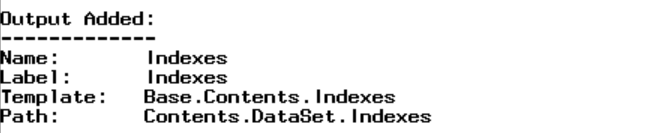 Output Added:
-------------
Name:       Indexes
Label:      Indexes
Template:   Base.Contents.Indexes
Path:       Contents.DataSet.Indexes